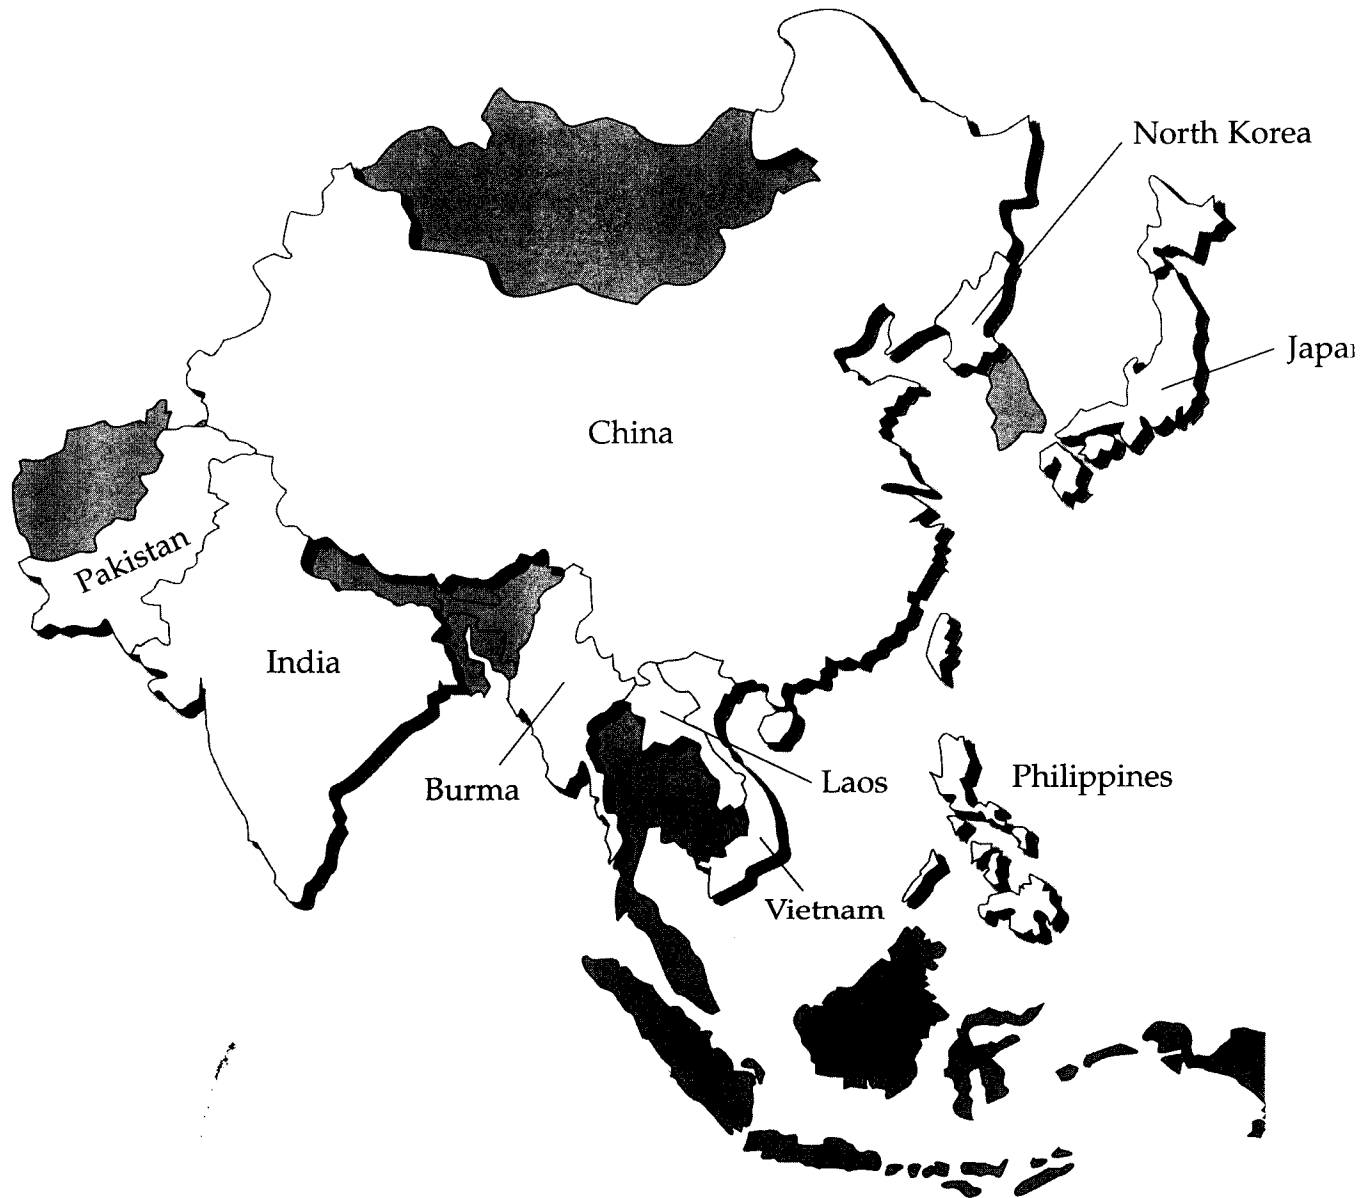 North Korea
Japa
China
Pakistan
India
Burma
Laos
Philippines
Vietnam